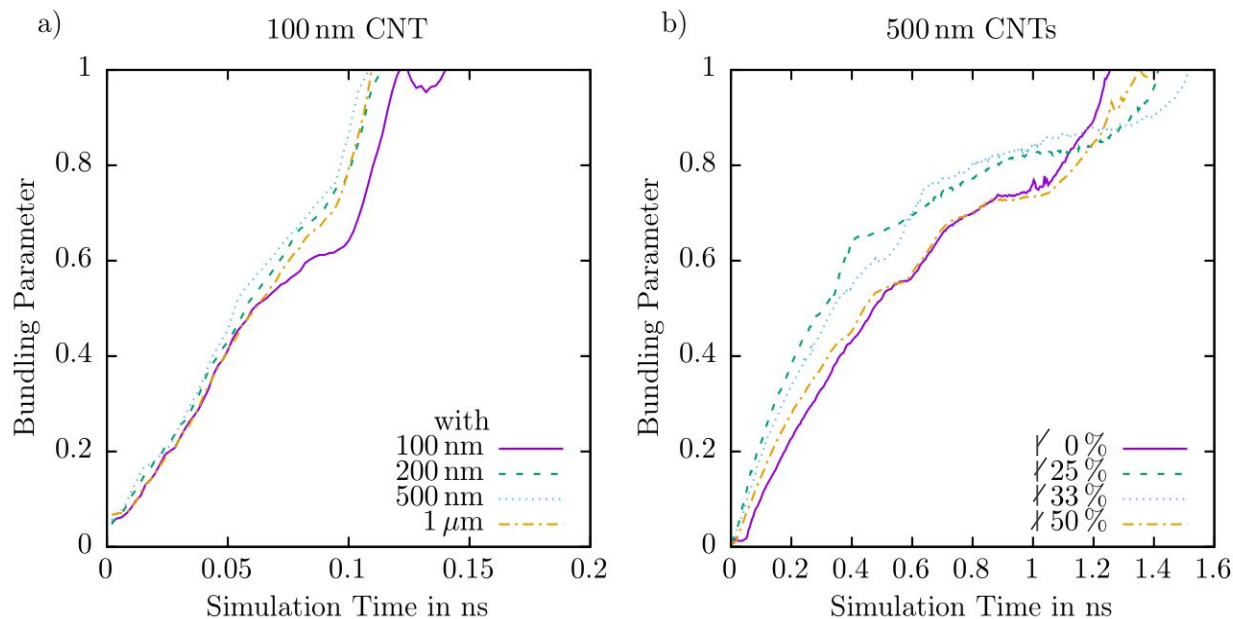 a)
100 nm CNT
Bundling Parameter
1
0.8
0.6
0.4
0.2
0
with
100 nm
200 nm
500 nm
1 μm
0
0.05
0.1
0.15
0.2
Simulation Time in ns
b)
500 nm CNTs
Bundling Parameter
1
0.8
0.6
0.4
0.2
0
0 %
25 %
33 %
50 %
0
0.2
0.4
0.6
0.8
1
1.2
1.4
1.6
Simulation Time in ns